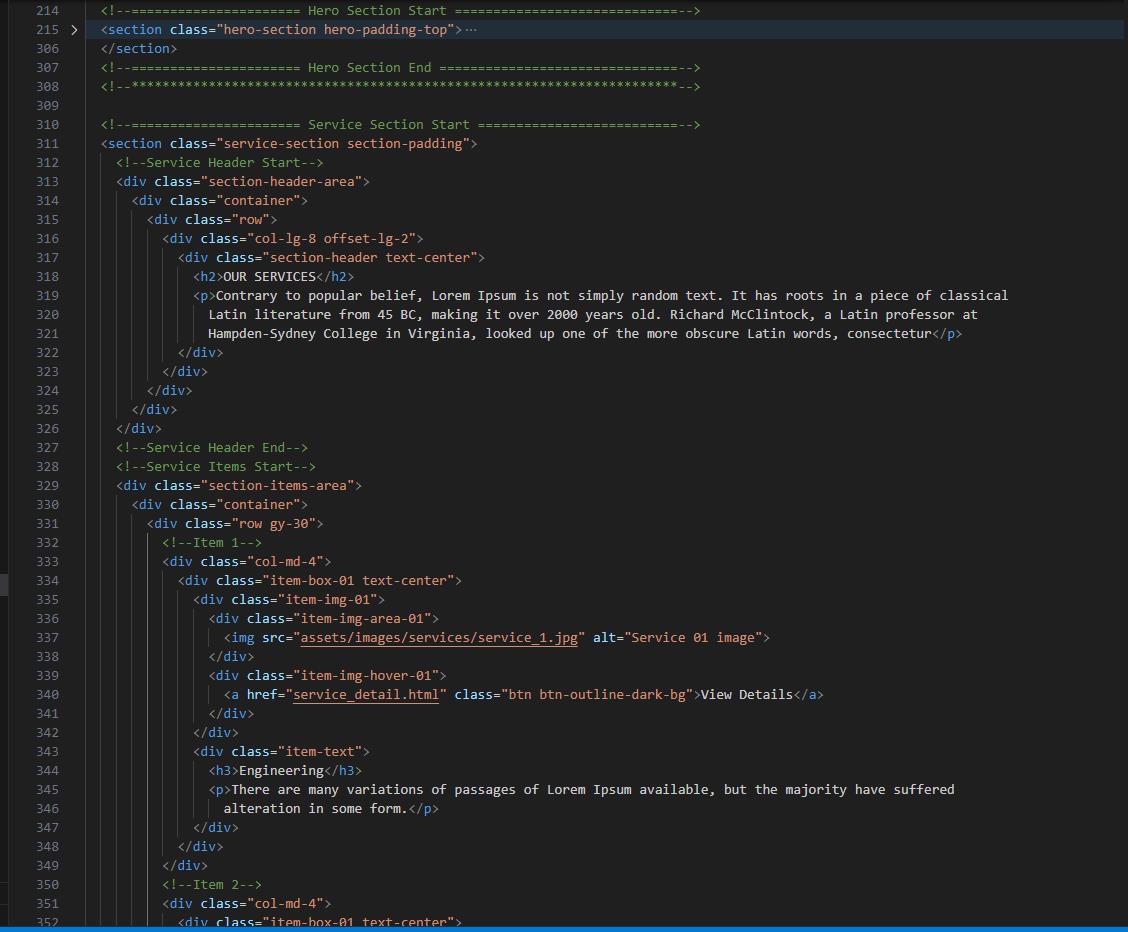 214 <!--====================== Hero Section Start =============================-->
215 <section class="hero-section hero-padding-top">···
306 </section>
307 <!--====================== Hero Section End ===============================-->
308 <!--***********************************************************************-->
309
310 <!--====================== Service Section Start ==========================-->
311 <section class="service-section section-padding">
312 <!--Service Header Start-->
313 <div class="section-header-area">
314 <div class="container">
315 <div class="row">
316 <div class="col-lg-8 offset-lg-2">
317 <div class="section-header text-center">
318 <h2>OUR SERVICES</h2>
319 <p>Contrary to popular belief, Lorem Ipsum is not simply random text. It has roots in a piece of classical
320 Latin literature from 45 BC, making it over 2000 years old. Richard McClintock, a Latin professor at
321 Hampden-Sydney College in Virginia, looked up one of the more obscure Latin words, consectetur</p>
322 </div>
323 </div>
324 </div>
325 </div>
326 </div>
327 <!--Service Header End-->
328 <!--Service Items Start-->
329 <div class="section-items-area">
330 <div class="container">
331 <div class="row gy-30">
332 <!--Item 1-->
333 <div class="col-md-4">
334 <div class="item-box-01 text-center">
335 <div class="item-img-01">
336 <div class="item-img-area-01">
337 <img src="assets/images/services/service_1.jpg" alt="Service 01 image">
338 </div>
339 <div class="item-img-hover-01">
340 <a href="service_detail.html" class="btn btn-outline-dark-bg">View Details</a>
341 </div>
342 </div>
343 <div class="item-text">
344 <h3>Engineering</h3>
345 <p>There are many variations of passages of Lorem Ipsum available, but the majority have suffered
346 alteration in some form.</p>
347 </div>
348 </div>
349 </div>
350 <!--Item 2-->
351 <div class="col-md-4">
352 <div class="item-box-01 text-center">